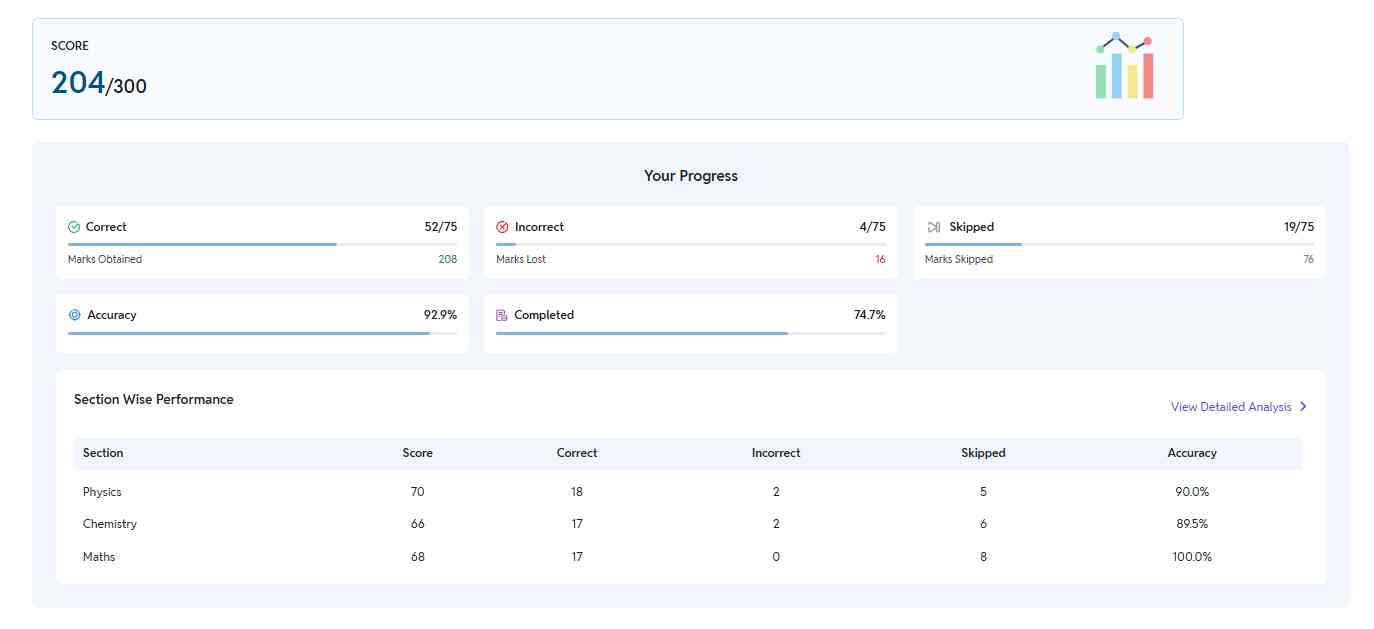 SCORE
204/300
Your Progress
Correct 52/75
Marks Obtained 208
Incorrect 4/75
Marks Lost 16
Skipped 19/75
Marks Skipped 76
Accuracy 92.9%
Completed 74.7%
Section Wise Performance
View Detailed Analysis
Section Score Correct Incorrect Skipped Accuracy
Physics 70 18 2 5 90.0%
Chemistry 66 17 2 6 89.5%
Maths 68 17 0 8 100.0%